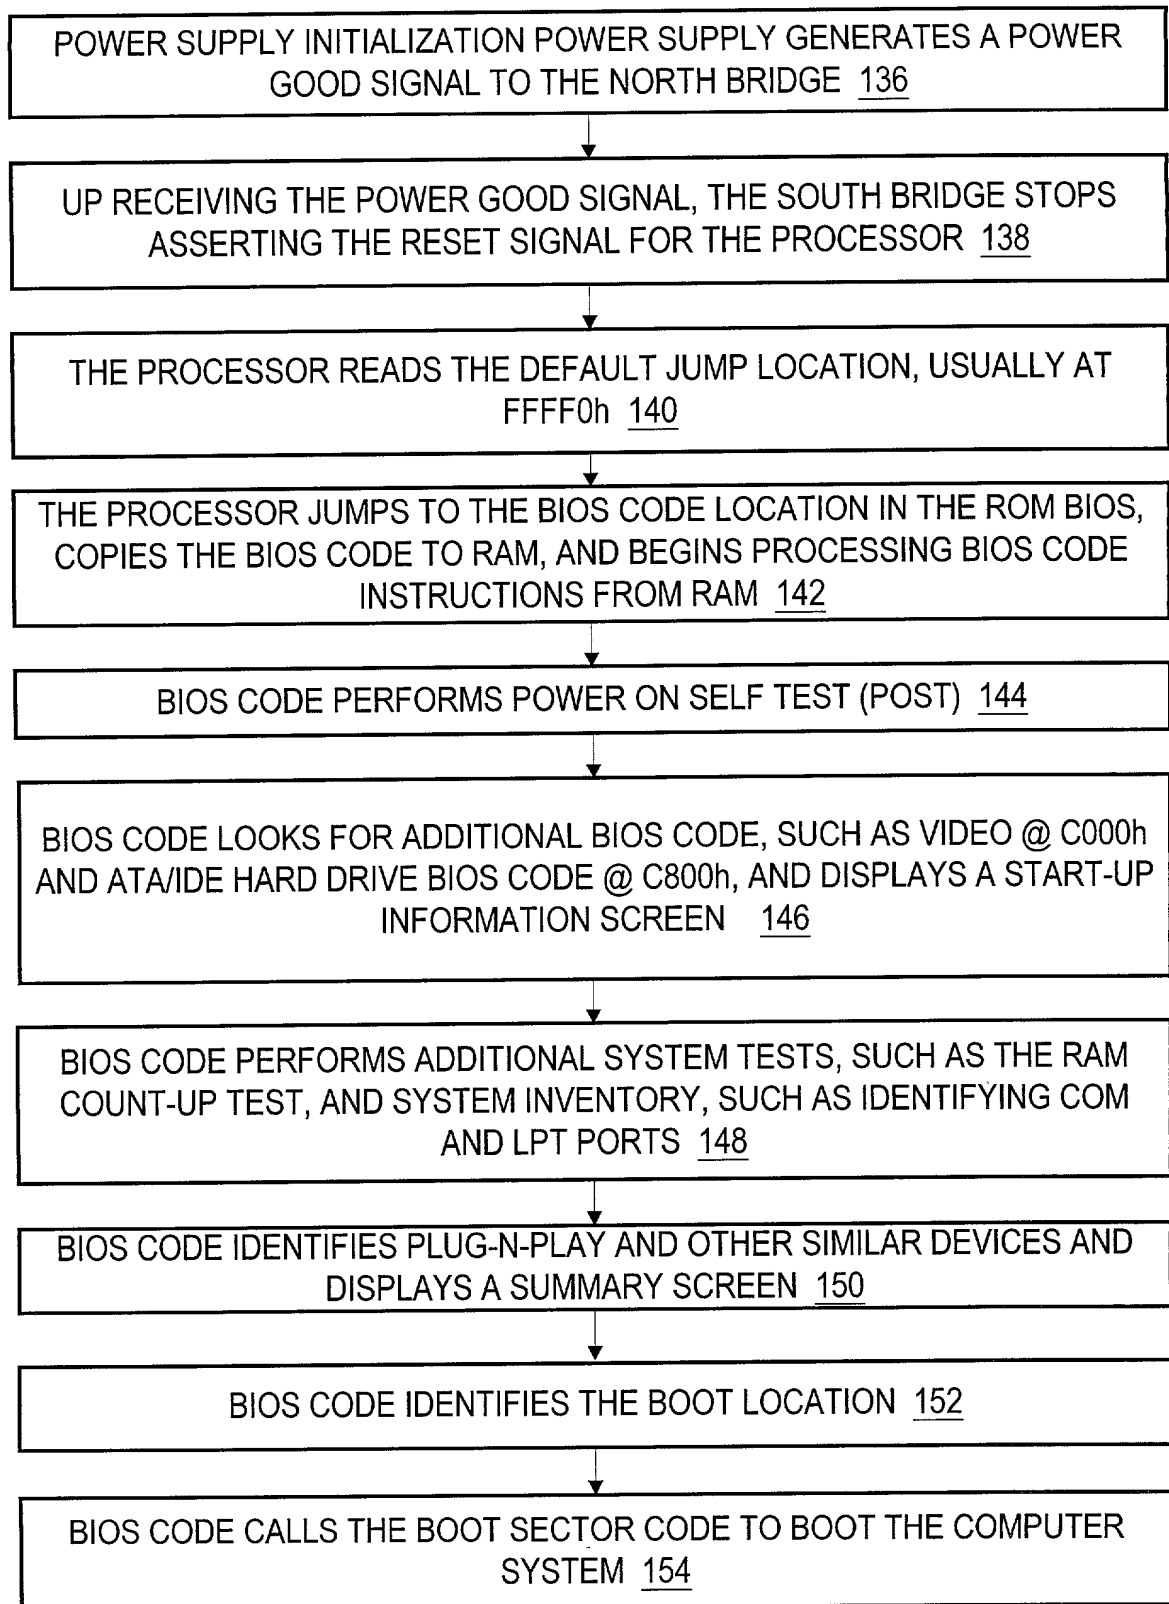 POWER SUPPLY INITIALIZATION POWER SUPPLY GENERATES A POWER
GOOD SIGNAL TO THE NORTH BRIDGE 136
UP RECEIVING THE POWER GOOD SIGNAL, THE SOUTH BRIDGE STOPS
ASSERTING THE RESET SIGNAL FOR THE PROCESSOR 138
THE PROCESSOR READS THE DEFAULT JUMP LOCATION, USUALLY AT
FFFF0h 140
THE PROCESSOR JUMPS TO THE BIOS CODE LOCATION IN THE ROM BIOS,
COPIES THE BIOS CODE TO RAM, AND BEGINS PROCESSING BIOS CODE
INSTRUCTIONS FROM RAM 142
BIOS CODE PERFORMS POWER ON SELF TEST (POST) 144
BIOS CODE LOOKS FOR ADDITIONAL BIOS CODE, SUCH AS VIDEO @ C000h
AND ATA/IDE HARD DRIVE BIOS CODE @ C800h, AND DISPLAYS A START-UP
INFORMATION SCREEN 146
BIOS CODE PERFORMS ADDITIONAL SYSTEM TESTS, SUCH AS THE RAM
COUNT-UP TEST, AND SYSTEM INVENTORY, SUCH AS IDENTIFYING COM
AND LPT PORTS 148
BIOS CODE IDENTIFIES PLUG-N-PLAY AND OTHER SIMILAR DEVICES AND
DISPLAYS A SUMMARY SCREEN 150
BIOS CODE IDENTIFIES THE BOOT LOCATION 152
BIOS CODE CALLS THE BOOT SECTOR CODE TO BOOT THE COMPUTER
SYSTEM 154